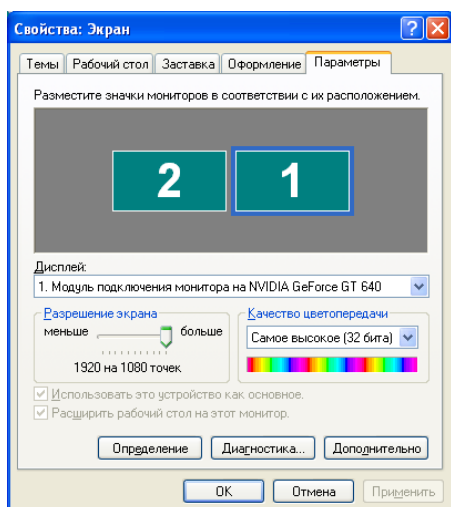 Свойства: Экран
Темы Рабочий стол Заставка Оформление Параметры
Разместите значки мониторов в соответствии с их расположением.
2 1
Дисплей:
1. Модуль подключения монитора на NVIDIA GeForce GT 640
Разрешение экрана Качество цветопередачи
меньше больше Самое высокое (32 бита)
1920 на 1080 точек
Использовать это устройство как основное.
Расширить рабочий стол на этот монитор.
Определение Диагностика... Дополнительно
OK Отмена Применить